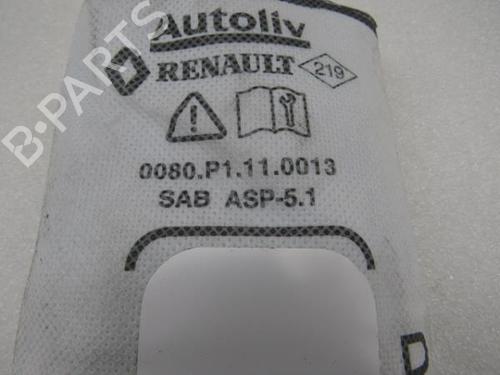 Autoliv
RENAULT 219
0080.P1.11.0013
SAB ASP-5.1
B-PARTS
D